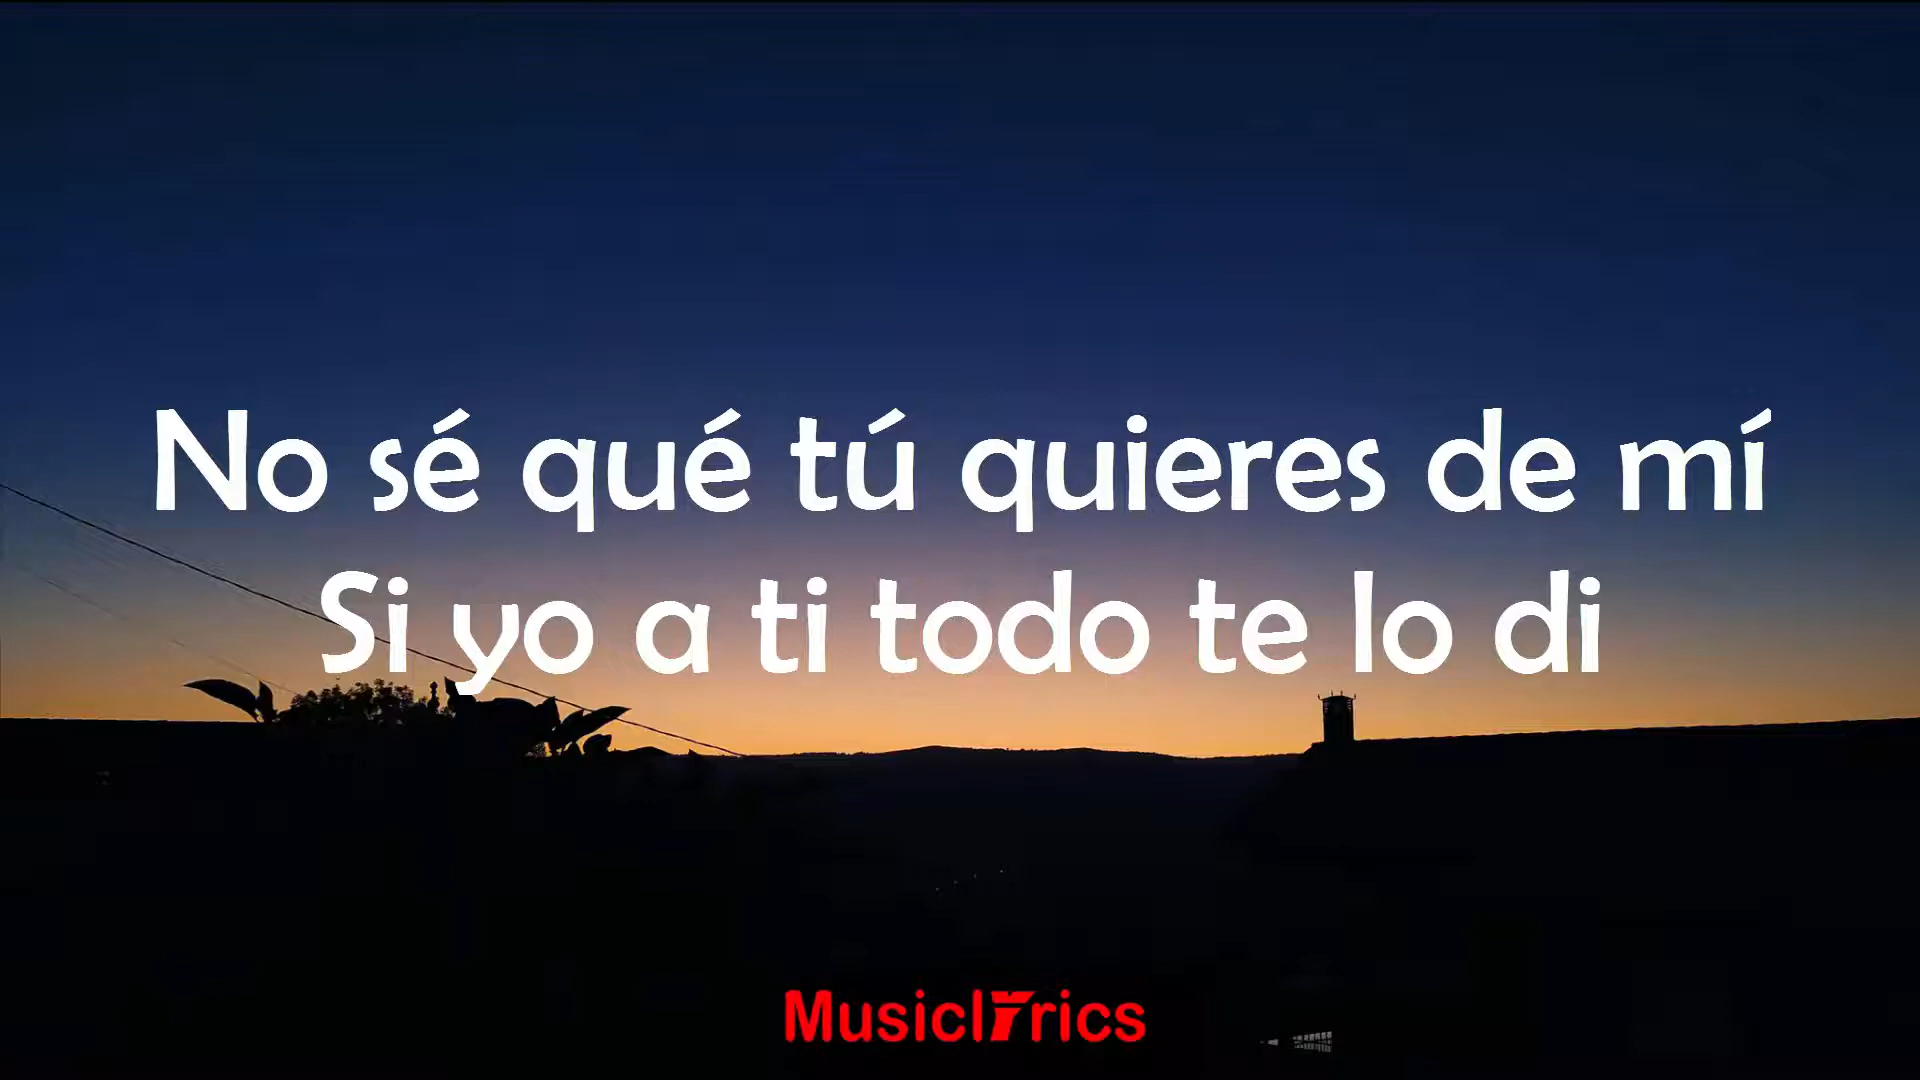 No sé qué tú quieres de mí
Si yo a ti todo te lo di
Musiclyrics